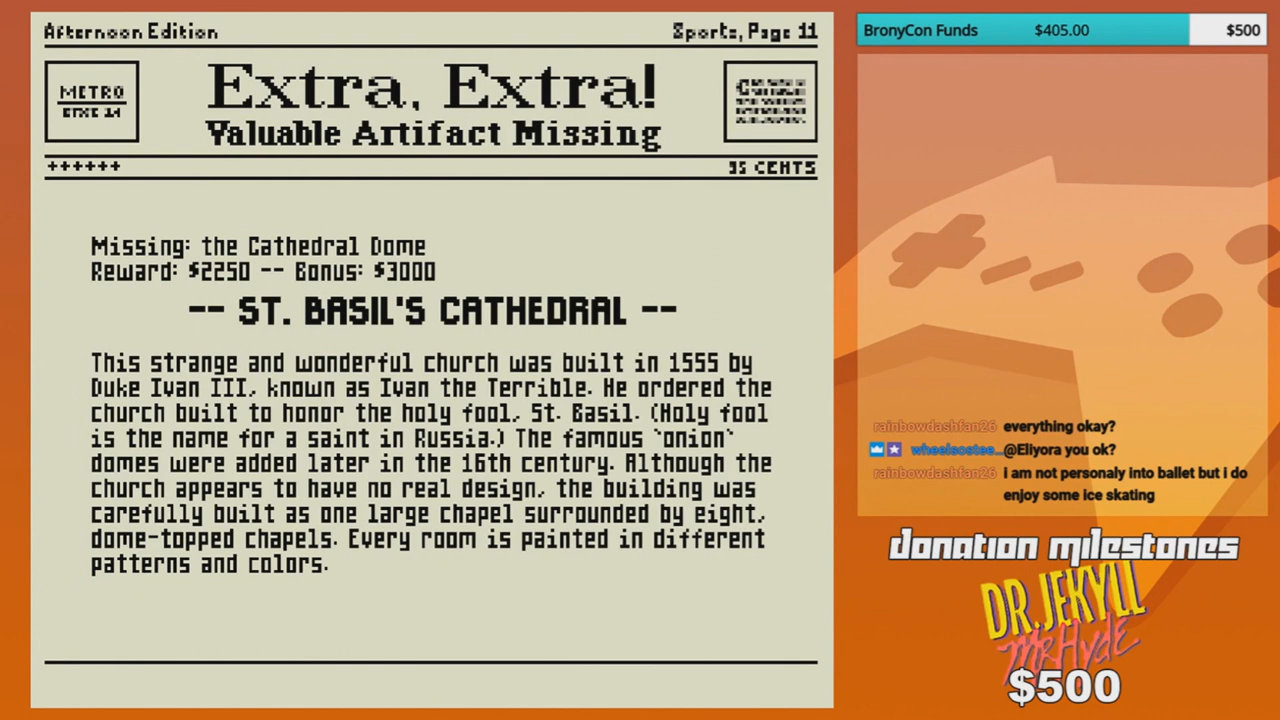 Afternoon Edition
Sports, Page 11
METRO
Extra, Extra!
Valuable Artifact Missing
++++++
35 CENTS
Missing: the Cathedral Dome
Reward: $2250 -- Bonus: $3000
-- ST. BASIL'S CATHEDRAL --
This strange and wonderful church was built in 1555 by
Duke Ivan III, known as Ivan the Terrible. He ordered the
church built to honor the holy fool, St. Basil. (Holy fool
is the name for a saint in Russia.) The famous `onion`
domes were added later in the 16th century. Although the
church appears to have no real design, the building was
carefully built as one large chapel surrounded by eight,
dome-topped chapels. Every room is painted in different
patterns and colors.
BronyCon Funds $405.00 $500
rainbowdashfan26 everything okay?
wheelsostee... @Eliyora you ok?
rainbowdashfan26 i am not personaly into ballet but i do
enjoy some ice skating
donation milestones
DR. JEKYLL
Mr. Hyde
$500